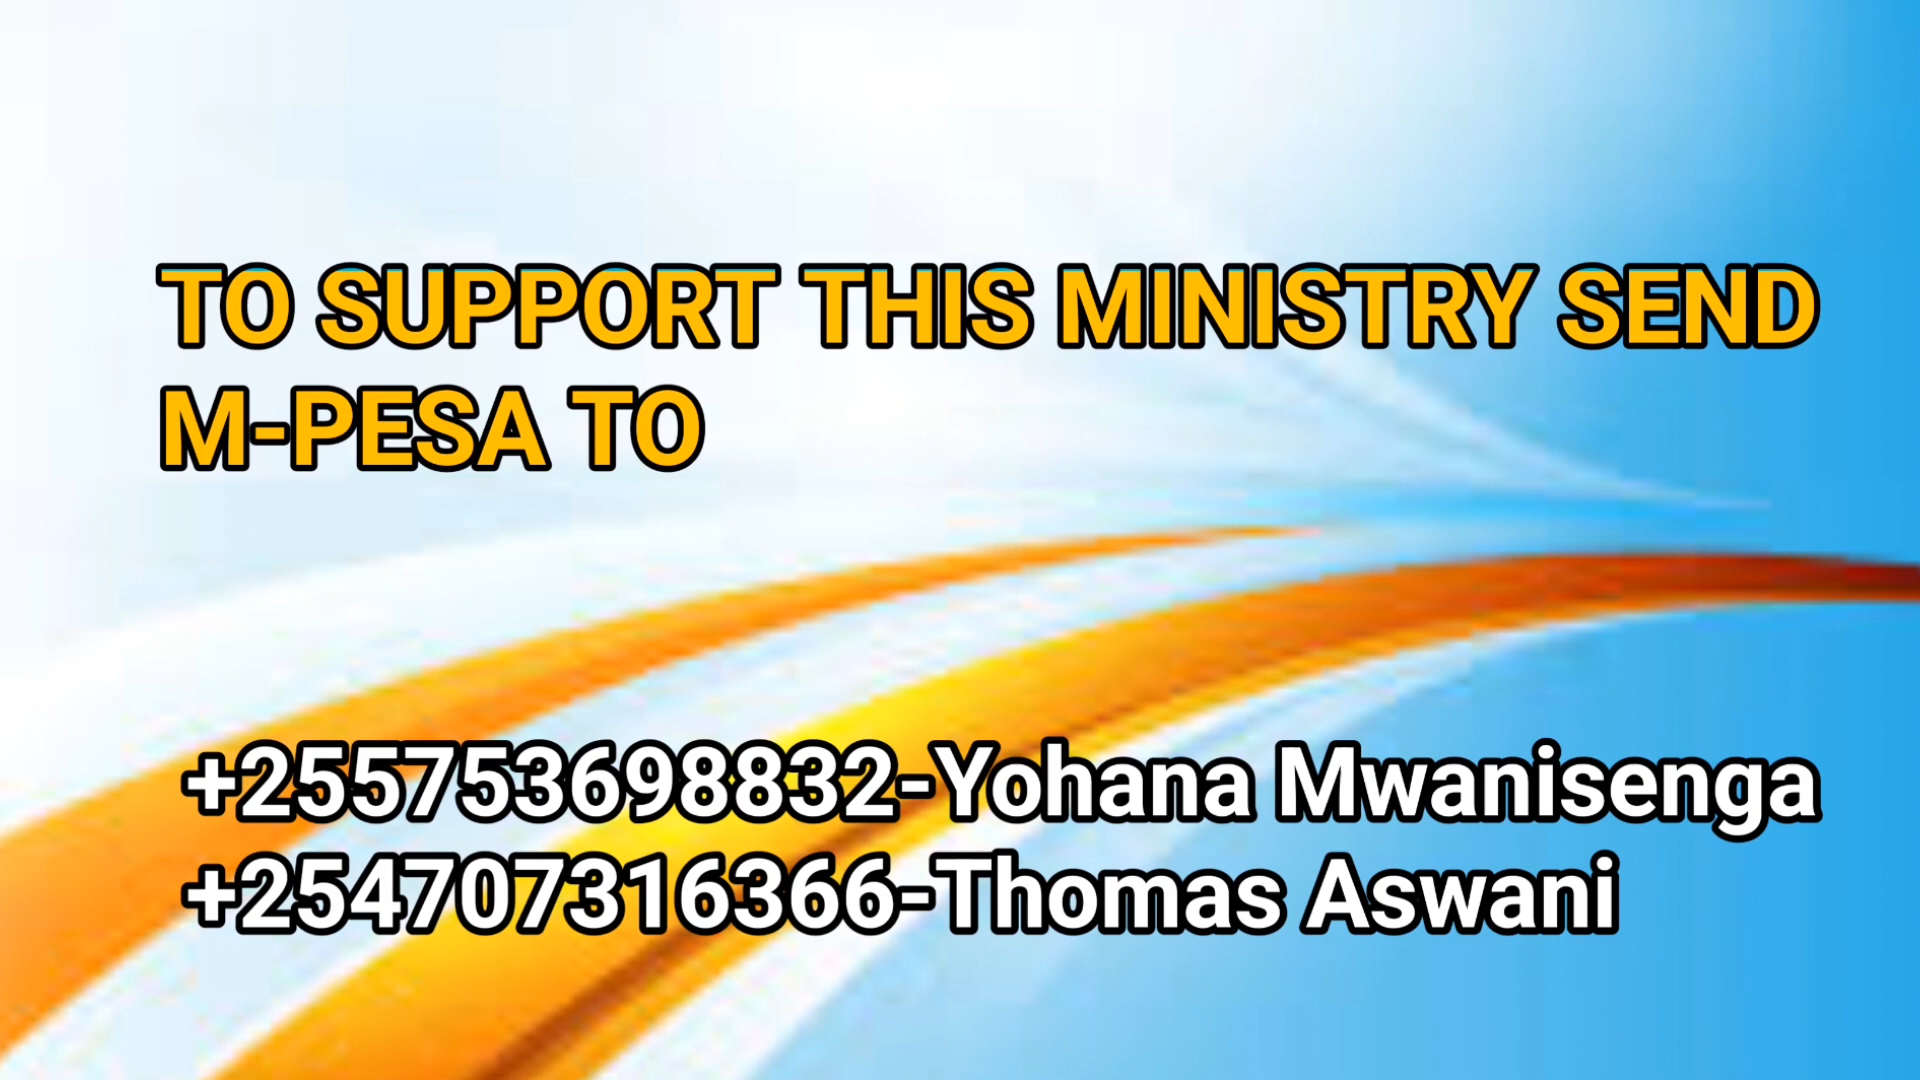 TO SUPPORT THIS MINISTRY SEND
M-PESA TO
+255753698832-Yohana Mwanisenga
+254707316366-Thomas Aswani